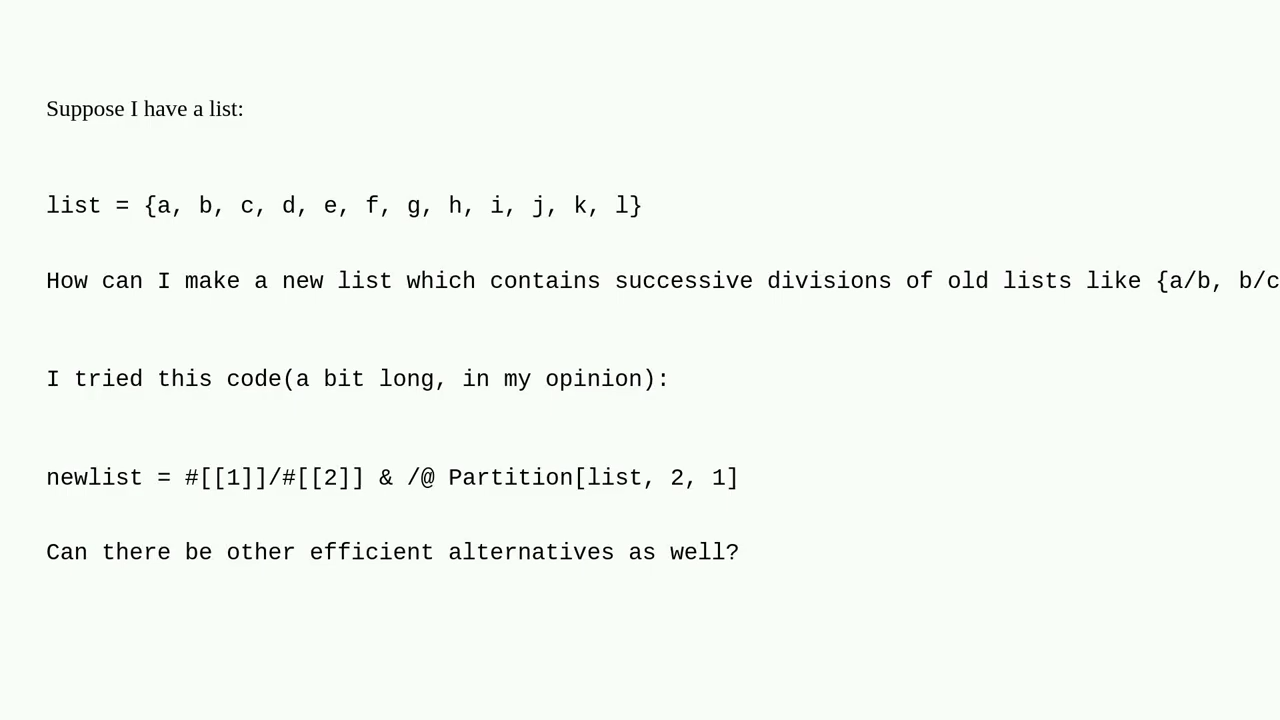 Suppose I have a list:
list = {a, b, c, d, e, f, g, h, i, j, k, l}
How can I make a new list which contains successive divisions of old lists like {a/b, b/c
I tried this code(a bit long, in my opinion):
newlist = #[[1]]/#[[2]] & /@ Partition[list, 2, 1]
Can there be other efficient alternatives as well?